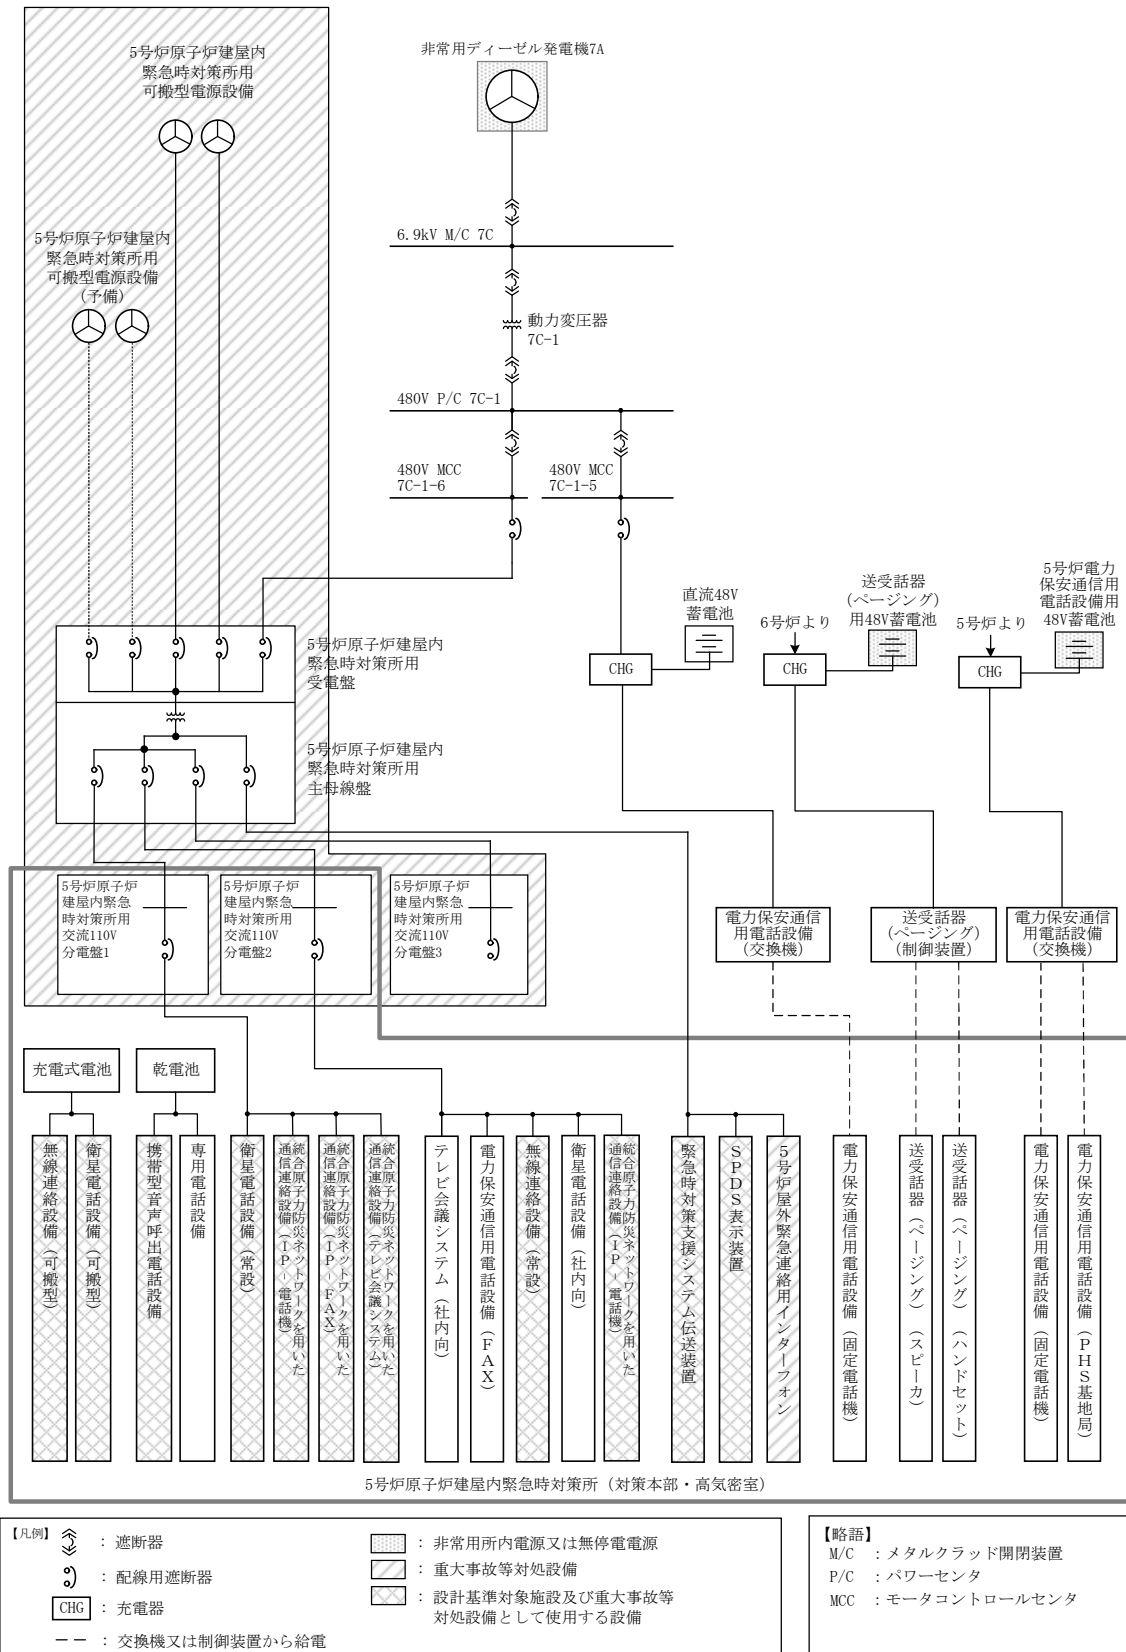 5号炉原子炉建屋内
緊急時対策所用
可搬型電源設備
非常用ディーゼル発電機7A
5号炉原子炉建屋内
緊急時対策所用
可搬型電源設備
(予備)
6.9kV M/C 7C
動力変圧器
7C-1
480V P/C 7C-1
480V MCC
7C-1-6
480V MCC
7C-1-5
5号炉原子炉建屋内
緊急時対策所用
受電盤
5号炉原子炉建屋内
緊急時対策所用
主母線盤
直流48V
蓄電池
CHG
6号炉より
送受話器
(ページング)
用48V蓄電池
CHG
5号炉より
5号炉電力
保安通信用
電話設備用
48V蓄電池
CHG
5号炉原子炉
建屋内緊急
時対策所用
交流110V
分電盤1
5号炉原子炉
建屋内緊急
時対策所用
交流110V
分電盤2
5号炉原子炉
建屋内緊急
時対策所用
交流110V
分電盤3
電力保安通信
用電話設備
(交換機)
送受話器
(ページング)
(制御装置)
電力保安通信
用電話設備
(交換機)
充電式電池
乾電池
無線連絡設備(可搬型)
衛星電話設備(可搬型)
携帯型音声呼出電話設備
専用電話設備
衛星電話設備(常設)
統合原子力防災ネットワークを用いた
通信連絡設備(IP-電話機)
統合原子力防災ネットワークを用いた
通信連絡設備(IP-FAX)
統合原子力防災ネットワークを用いた
通信連絡設備(テレビ会議システム)
テレビ会議システム(社内向)
電力保安通信用電話設備(FAX)
無線連絡設備(常設)
衛星電話設備(社内向)
統合原子力防災ネットワークを用いた
通信連絡設備(IP-電話機)
緊急時対策支援システム伝送装置
SPDS表示装置
5号炉屋外緊急連絡用インターフォン
電力保安通信用電話設備(固定電話機)
送受話器(ページング)(スピーカ)
送受話器(ページング)(ハンドセット)
電力保安通信用電話設備(固定電話機)
電力保安通信用電話設備(PHS基地局)
5号炉原子炉建屋内緊急時対策所(対策本部・高気密室)
【凡例】
：遮断器
：配線用遮断器
CHG：充電器
：交換機又は制御装置から給電
：非常用所内電源又は無停電電源
：重大事故等対処設備
：設計基準対象施設及び重大事故等
対処設備として使用する設備
【略語】
M/C：メタルクラッド開閉装置
P/C：パワーセンタ
MCC：モータコントロールセンタ